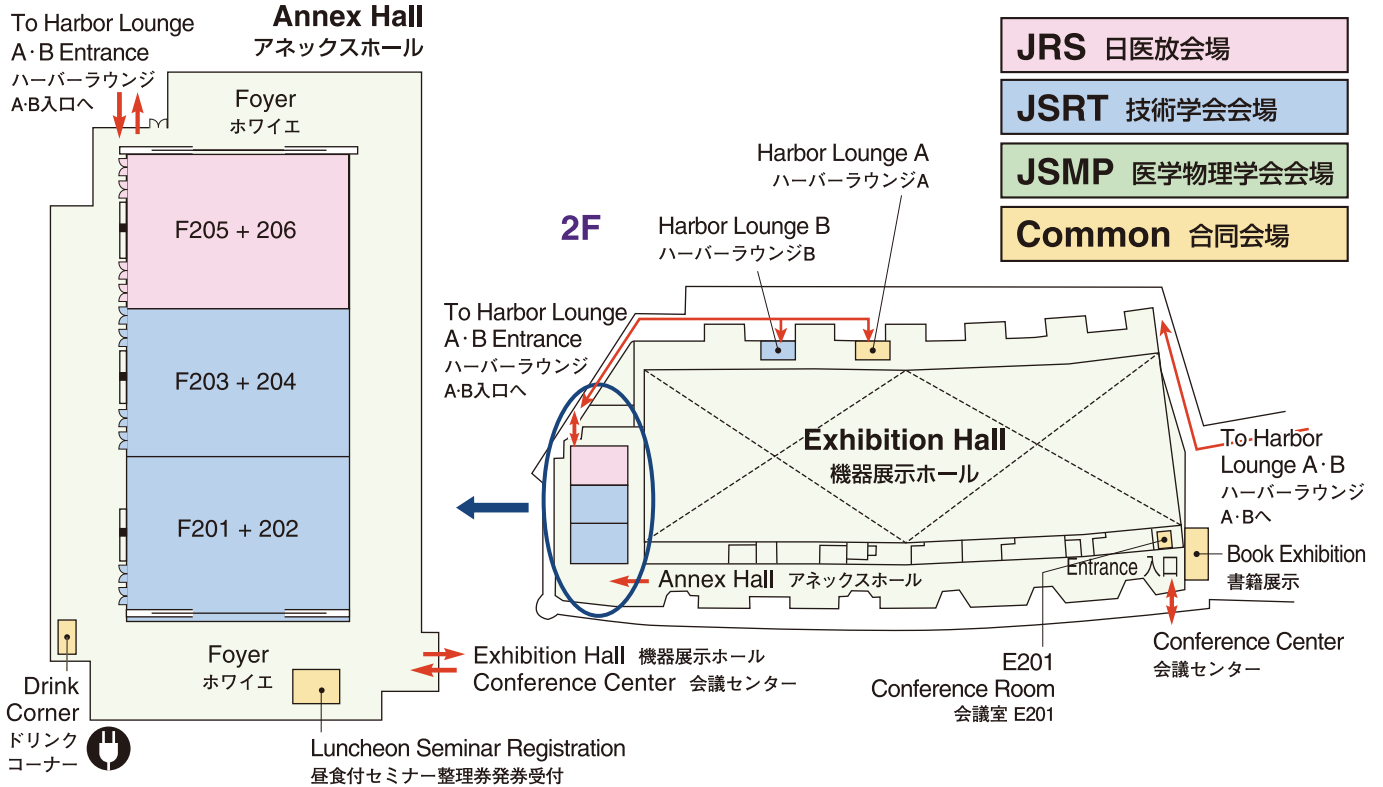 To Harbor Lounge
A･B Entrance
ハーバーラウンジ
A･B入口へ
Annex Hall
アネックスホール
Foyer
ホワイエ
F205 + 206
F203 + 204
F201 + 202
Foyer
ホワイエ
Drink
Corner
ドリンク
コーナー
Luncheon Seminar Registration
昼食付セミナー整理券発券受付
Exhibition Hall 機器展示ホール
Conference Center 会議センター
JRS 日医放会場
JSRT 技術学会会場
JSMP 医学物理学会会場
Common 合同会場
2F
Harbor Lounge A
ハーバーラウンジA
Harbor Lounge B
ハーバーラウンジB
To Harbor Lounge
A･B Entrance
ハーバーラウンジ
A･B入口へ
Exhibition Hall
機器展示ホール
To Harbor
Lounge A･B
ハーバーラウンジ
A･Bへ
Book Exhibition
書籍展示
Entrance 入口
Annex Hall アネックスホール
Conference Center
会議センター
E201
Conference Room
会議室 E201